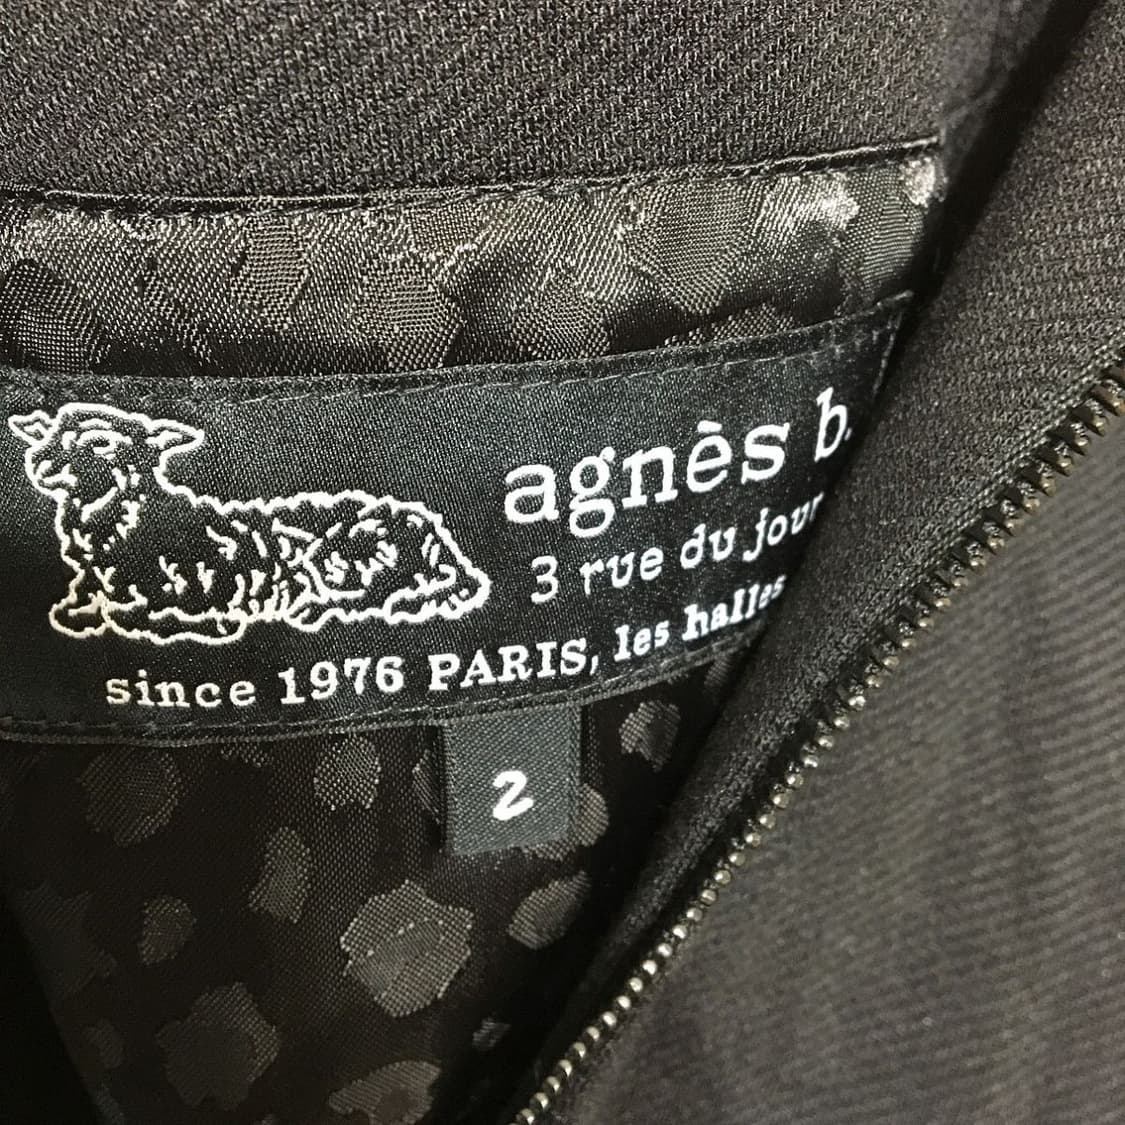 agnès b.
3 rue du jour
since 1976 PARIS, les halles
2